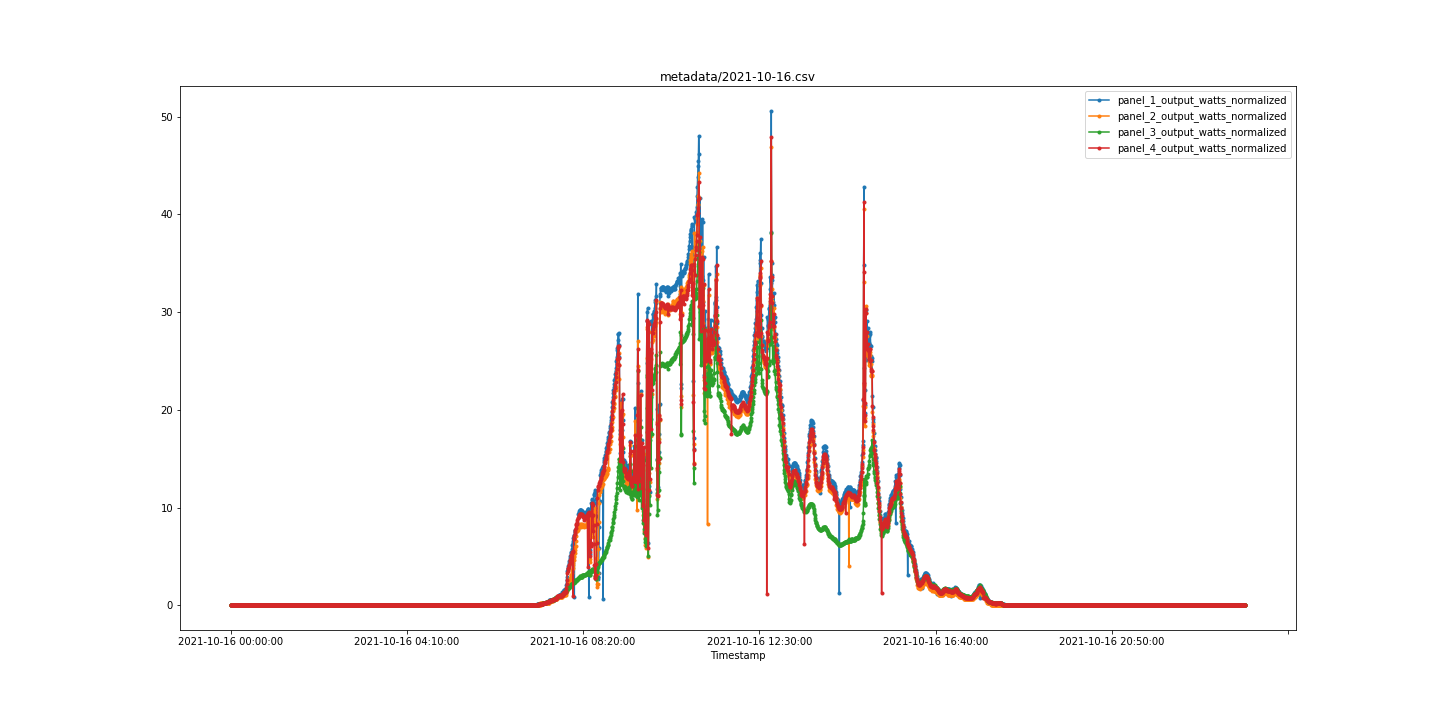 metadata/2021-10-16.csv
panel_1_output_watts_normalized
panel_2_output_watts_normalized
panel_3_output_watts_normalized
panel_4_output_watts_normalized
50
40
30
20
10
0
2021-10-16 00:00:00 2021-10-16 04:10:00 2021-10-16 08:20:00 2021-10-16 12:30:00 2021-10-16 16:40:00 2021-10-16 20:50:00
Timestamp